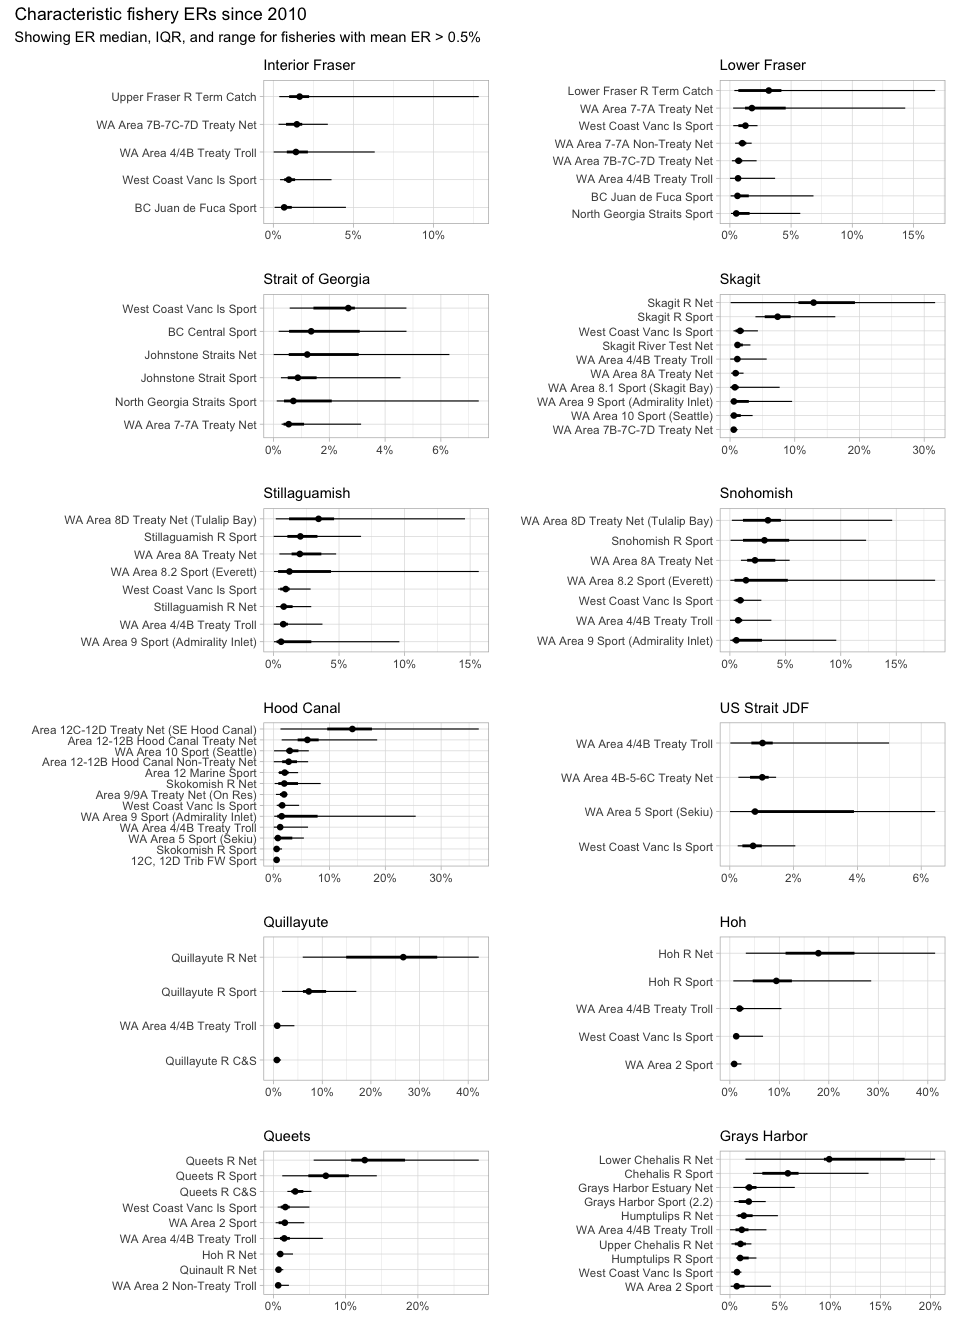 Characteristic fishery ERs since 2010
Showing ER median, IQR, and range for fisheries with mean ER > 0.5%
Interior Fraser
Upper Fraser R Term Catch
WA Area 7B-7C-7D Treaty Net
WA Area 4/4B Treaty Troll
West Coast Vanc Is Sport
BC Juan de Fuca Sport
0% 5% 10%
Lower Fraser
Lower Fraser R Term Catch
WA Area 7-7A Treaty Net
West Coast Vanc Is Sport
WA Area 7-7A Non-Treaty Net
WA Area 7B-7C-7D Treaty Net
WA Area 4/4B Treaty Troll
BC Juan de Fuca Sport
North Georgia Straits Sport
0% 5% 10% 15%
Strait of Georgia
West Coast Vanc Is Sport
BC Central Sport
Johnstone Straits Net
Johnstone Strait Sport
North Georgia Straits Sport
WA Area 7-7A Treaty Net
0% 2% 4% 6%
Skagit
Skagit R Net
Skagit R Sport
West Coast Vanc Is Sport
Skagit River Test Net
WA Area 4/4B Treaty Troll
WA Area 8A Treaty Net
WA Area 8.1 Sport (Skagit Bay)
WA Area 9 Sport (Admirality Inlet)
WA Area 10 Sport (Seattle)
WA Area 7B-7C-7D Treaty Net
0% 10% 20% 30%
Stillaguamish
WA Area 8D Treaty Net (Tulalip Bay)
Stillaguamish R Sport
WA Area 8A Treaty Net
WA Area 8.2 Sport (Everett)
West Coast Vanc Is Sport
Stillaguamish R Net
WA Area 4/4B Treaty Troll
WA Area 9 Sport (Admirality Inlet)
0% 5% 10% 15%
Snohomish
WA Area 8D Treaty Net (Tulalip Bay)
Snohomish R Sport
WA Area 8A Treaty Net
WA Area 8.2 Sport (Everett)
West Coast Vanc Is Sport
WA Area 4/4B Treaty Troll
WA Area 9 Sport (Admirality Inlet)
0% 5% 10% 15%
Hood Canal
Area 12C-12D Treaty Net (SE Hood Canal)
Area 12-12B Hood Canal Treaty Net
WA Area 10 Sport (Seattle)
Area 12-12B Hood Canal Non-Treaty Net
Area 12 Marine Sport
Skokomish R Net
Area 9/9A Treaty Net (On Res)
West Coast Vanc Is Sport
WA Area 9 Sport (Admirality Inlet)
WA Area 4/4B Treaty Troll
WA Area 5 Sport (Sekiu)
Skokomish R Sport
12C, 12D Trib FW Sport
0% 10% 20% 30%
US Strait JDF
WA Area 4/4B Treaty Troll
WA Area 4B-5-6C Treaty Net
WA Area 5 Sport (Sekiu)
West Coast Vanc Is Sport
0% 2% 4% 6%
Quillayute
Quillayute R Net
Quillayute R Sport
WA Area 4/4B Treaty Troll
Quillayute R C&S
0% 10% 20% 30% 40%
Hoh
Hoh R Net
Hoh R Sport
WA Area 4/4B Treaty Troll
West Coast Vanc Is Sport
WA Area 2 Sport
0% 10% 20% 30% 40%
Queets
Queets R Net
Queets R Sport
Queets R C&S
West Coast Vanc Is Sport
WA Area 2 Sport
WA Area 4/4B Treaty Troll
Hoh R Net
Quinault R Net
WA Area 2 Non-Treaty Troll
0% 10% 20%
Grays Harbor
Lower Chehalis R Net
Chehalis R Sport
Grays Harbor Estuary Net
Grays Harbor Sport (2.2)
Humptulips R Net
WA Area 4/4B Treaty Troll
Upper Chehalis R Net
Humptulips R Sport
West Coast Vanc Is Sport
WA Area 2 Sport
0% 5% 10% 15% 20%